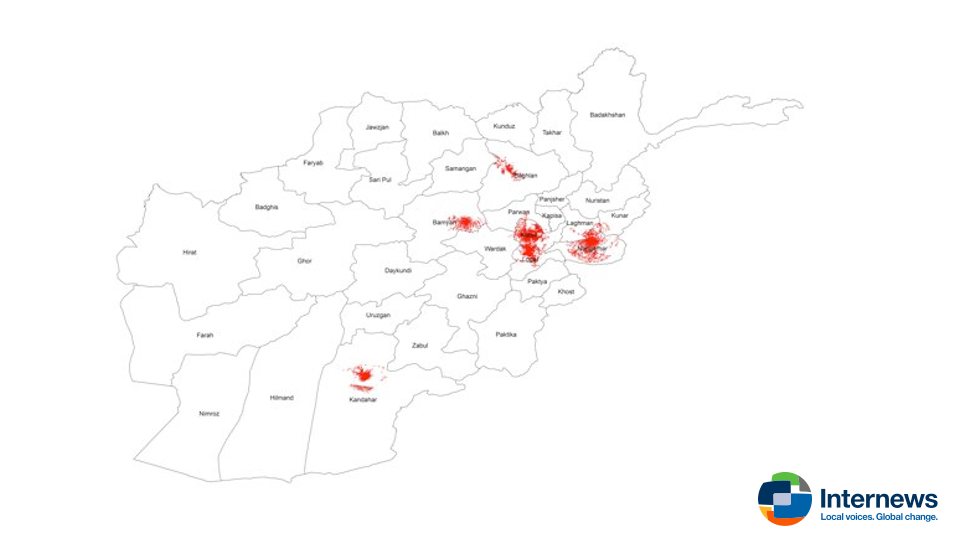 Badakhshan
Jawzjan
Balkh
Kunduz
Takhar
Faryab
Sari Pul
Samangan
Baghlan
Badghis
Panjsher
Nuristan
Parwan
Kapisa
Laghman
Kunar
Bamyan
Kabul
Hirat
Ghor
Wardak
Logar
Nangarhar
Daykundi
Paktya
Khost
Ghazni
Uruzgan
Farah
Zabul
Paktika
Hilmand
Kandahar
Nimroz
Internews
Local voices. Global change.